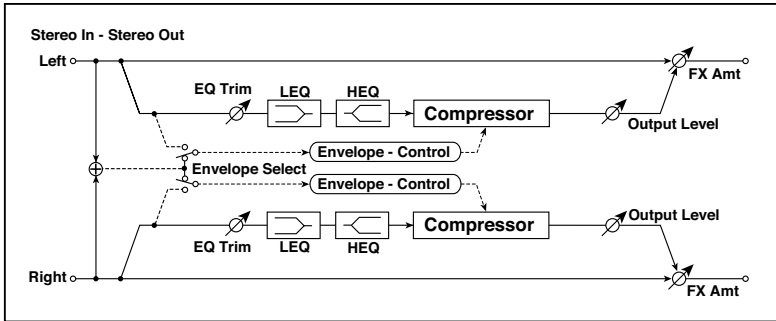 Stereo In - Stereo Out
Left
FX Amt
EQ Trim
LEQ
HEQ
Compressor
Output Level
Envelope - Control
Envelope Select
Envelope - Control
Compressor
Output Level
EQ Trim
LEQ
HEQ
Right
FX Amt